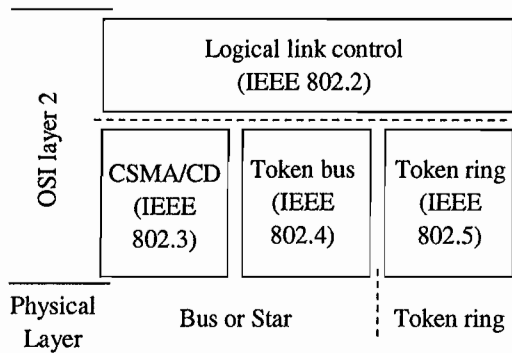 OSI layer 2
Logical link control
(IEEE 802.2)
CSMA/CD
(IEEE
802.3)
Token bus
(IEEE
802.4)
Token ring
(IEEE
802.5)
Physical
Layer
Bus or Star
Token ring